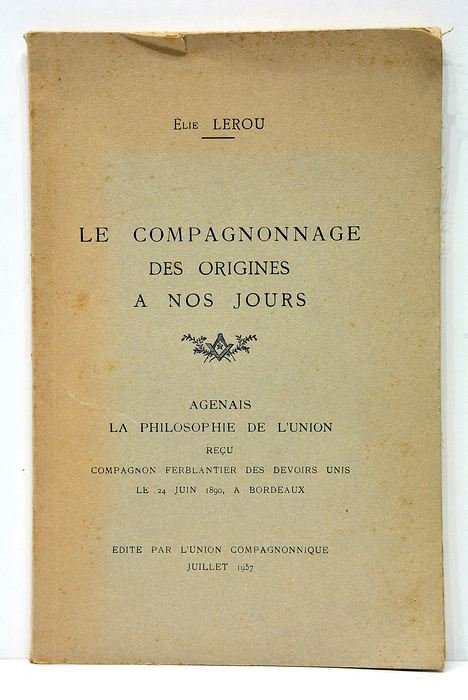 Élie LEROU
LE COMPAGNONNAGE
DES ORIGINES
A NOS JOURS
AGENAIS
LA PHILOSOPHIE DE L'UNION
REÇU
COMPAGNON FERBLANTIER DES DEVOIRS UNIS
LE 24 JUIN 1890, A BORDEAUX
EDITE PAR L'UNION COMPAGNONNIQUE
JUILLET 1937